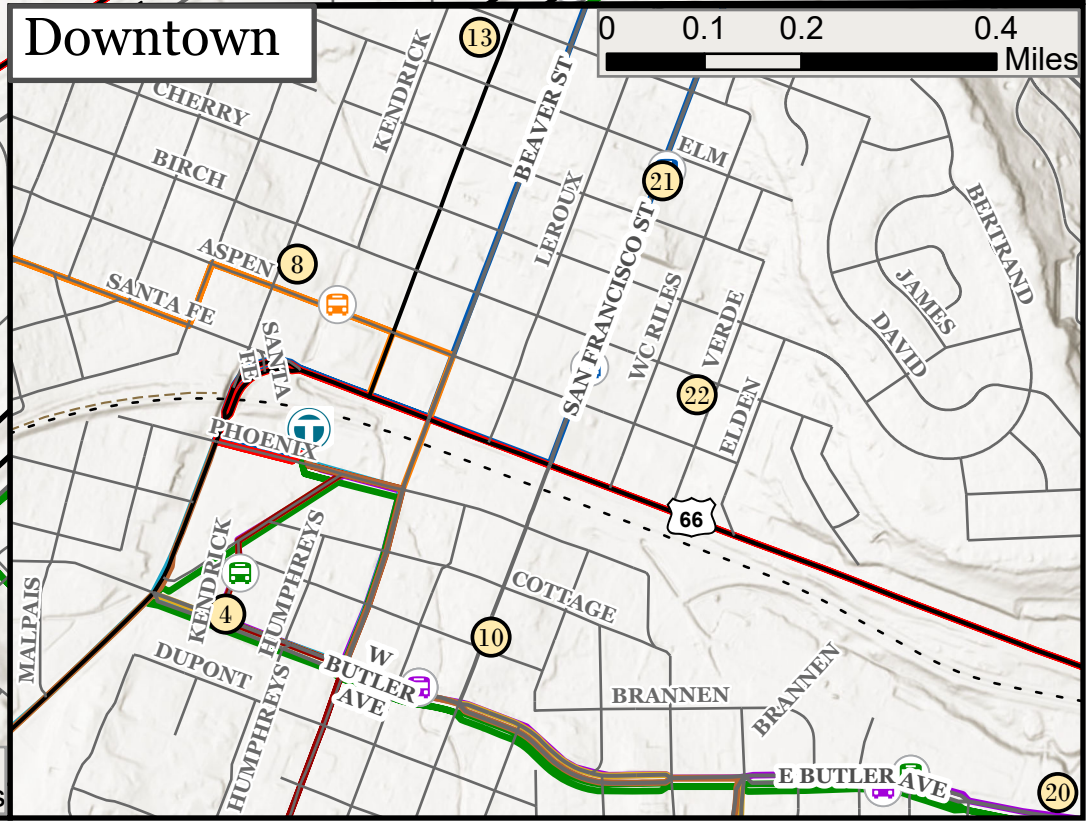 Downtown
0 0.1 0.2 0.4
Miles
13
KENDRICK
BEAVER ST
CHERRY
BIRCH
ELM
21
LEROUX
SAN FRANCISCO ST
BERTRAND
ASPEN
8
SANTA FE
JAMES
DAVID
WC RILES
VERDE
SANTA
FE
22
ELDEN
PHOENIX
T
66
KENDRICK
HUMPHREYS
MALPAIS
COTTAGE
4
10
DUPONT
W
BUTLER
AVE
HUMPHREYS
BRANNEN
BRANNEN
E BUTLER AVE
20